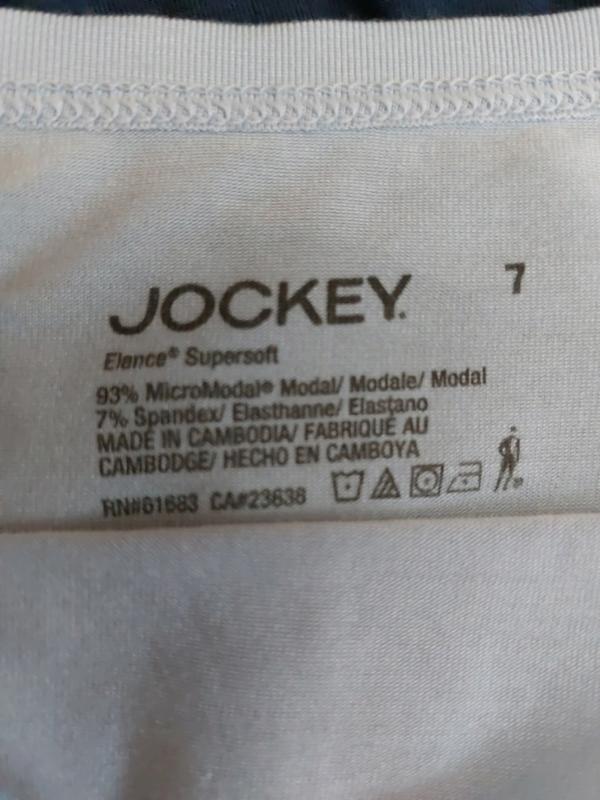 JOCKEY.
7
Elance® Supersoft
93% MicroModal® Modal/ Modale/ Modal
7% Spandex/ Elasthanne/ Elastano
MADE IN CAMBODIA/ FABRIQUÉ AU
CAMBODGE/ HECHO EN CAMBOYA
RN#61683 CA#23638